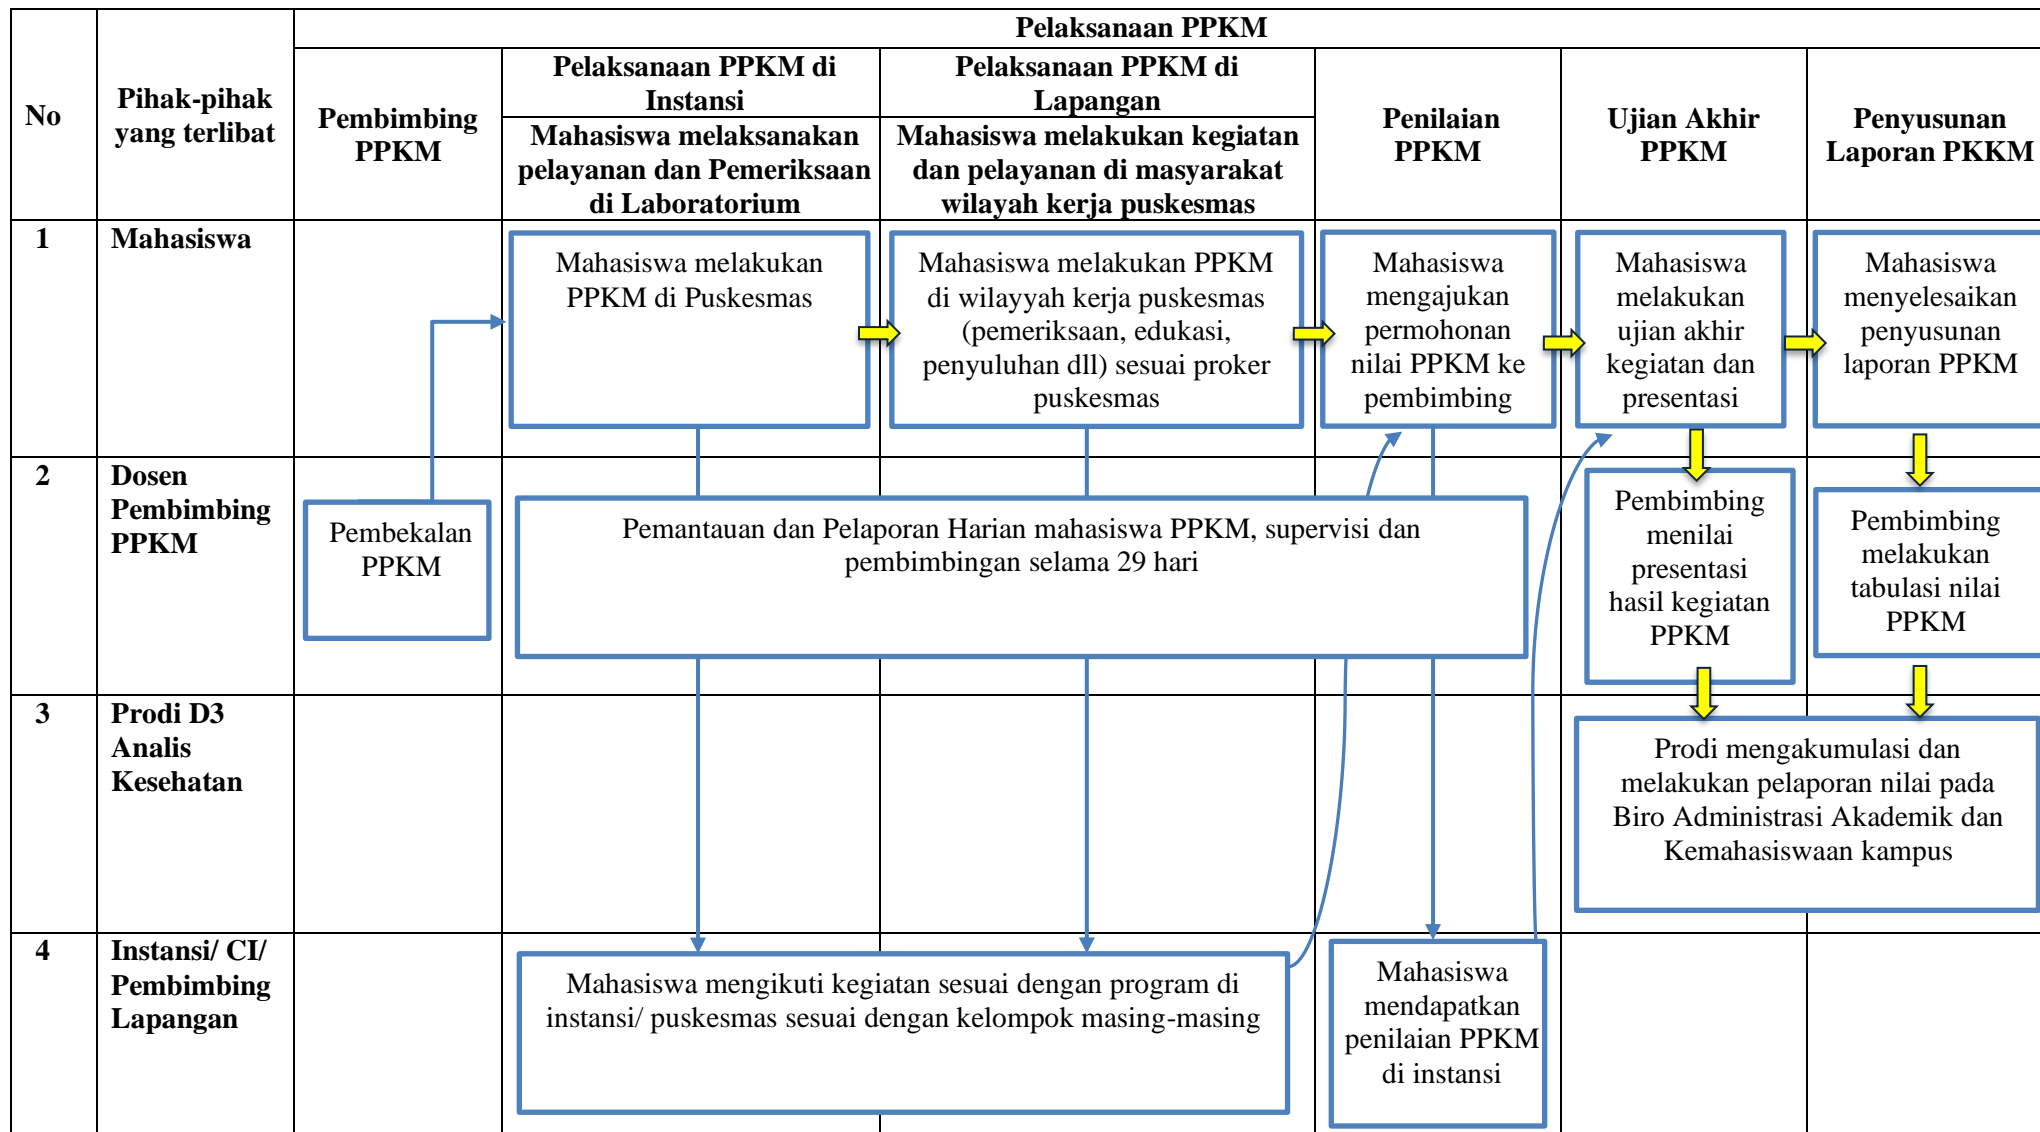 No
Pihak-pihak
yang terlibat
Pelaksanaan PPKM
Pembimbing
PPKM
Pelaksanaan PPKM di
Instansi
Mahasiswa melaksanakan
pelayanan dan Pemeriksaan
di Laboratorium
Pelaksanaan PPKM di
Lapangan
Mahasiswa melakukan kegiatan
dan pelayanan di masyarakat
wilayah kerja puskesmas
Penilaian
PPKM
Ujian Akhir
PPKM
Penyusunan
Laporan PKKM
1
Mahasiswa
Mahasiswa melakukan
PPKM di Puskesmas
Mahasiswa melakukan PPKM
di wilayyah kerja puskesmas
(pemeriksaan, edukasi,
penyuluhan dll) sesuai proker
puskesmas
Mahasiswa
mengajukan
permohonan
nilai PPKM ke
pembimbing
Mahasiswa
melakukan
ujian akhir
kegiatan dan
presentasi
Mahasiswa
menyelesaikan
penyusunan
laporan PPKM
2
Dosen
Pembimbing
PPKM
Pembekalan
PPKM
Pemantauan dan Pelaporan Harian mahasiswa PPKM, supervisi dan
pembimbingan selama 29 hari
Pembimbing
menilai
presentasi
hasil kegiatan
PPKM
Pembimbing
melakukan
tabulasi nilai
PPKM
3
Prodi D3
Analis
Kesehatan
Prodi mengakumulasi dan
melakukan pelaporan nilai pada
Biro Administrasi Akademik dan
Kemahasiswaan kampus
4
Instansi/ CI/
Pembimbing
Lapangan
Mahasiswa mengikuti kegiatan sesuai dengan program di
instansi/ puskesmas sesuai dengan kelompok masing-masing
Mahasiswa
mendapatkan
penilaian PPKM
di instansi